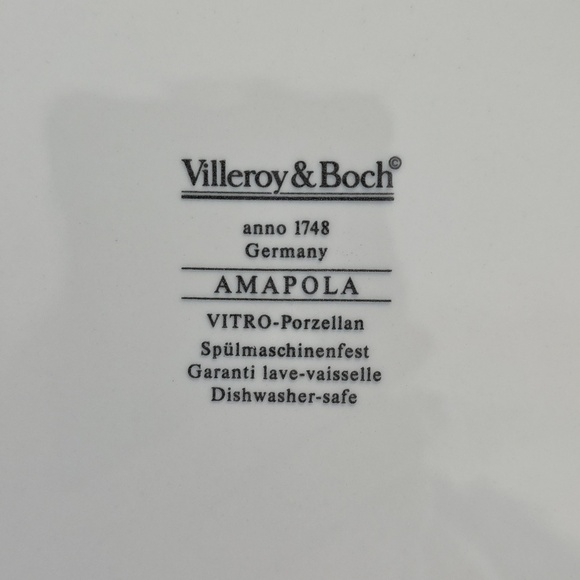 Villeroy & Boch©
anno 1748
Germany
AMAPOLA
VITRO-Porzellan
Spülmaschinenfest
Garanti lave-vaisselle
Dishwasher-safe